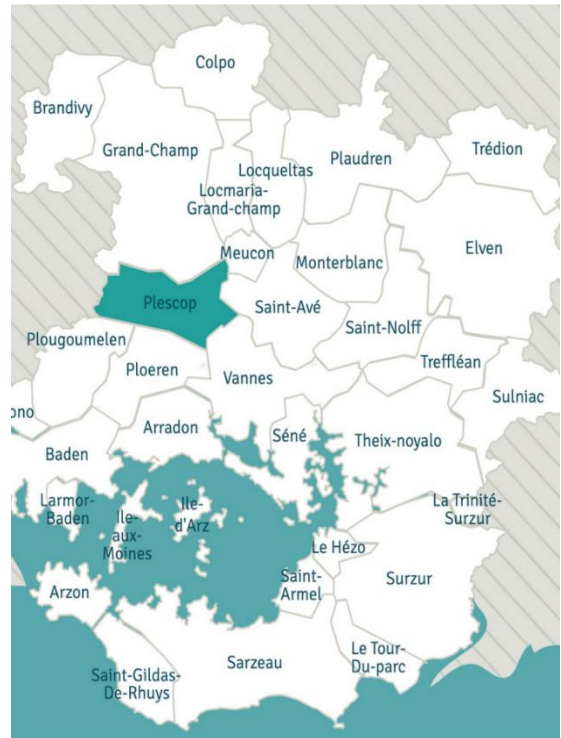 Colpo
Brandivy
Grand-Champ
Locqueltas
Plaudren
Trédion
Locmaria-
Grand-champ
Elven
Meucon
Monterblanc
Plescop
Saint-Avé
Saint-Nolff
Plougoumelen
Ploeren
Vannes
Treffléan
Sulniac
ono
Arradon
Séné
Theix-noyalo
Baden
Larmor-
Baden
Ile-
aux-
Moines
Ile-
d'Arz
La Trinité-
Surzur
Le Hézo
Saint-
Armel
Surzur
Arzon
Saint-Gildas-
De-Rhuys
Sarzeau
Le Tour-
Du-parc